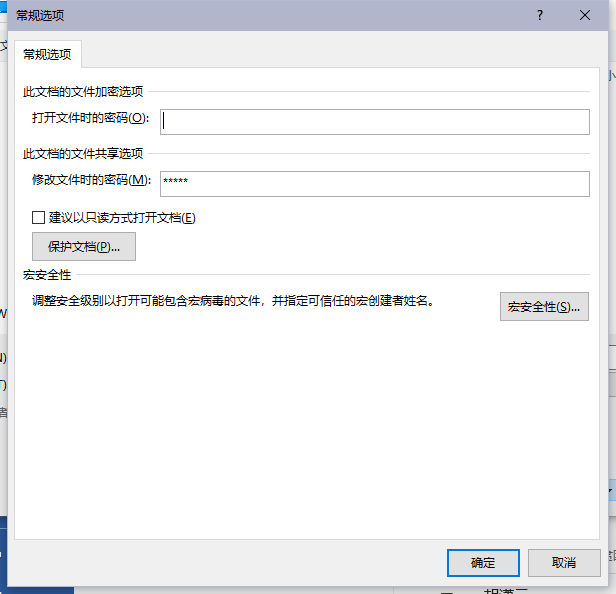 常规选项
?
常规选项
此文档的文件加密选项
打开文件时的密码(O):
此文档的文件共享选项
修改文件时的密码(M):
*****
建议以只读方式打开文档(E)
保护文档(P)...
宏安全性
调整安全级别以打开可能包含宏病毒的文件，并指定可信任的宏创建者姓名。
宏安全性(S)...
确定
取消